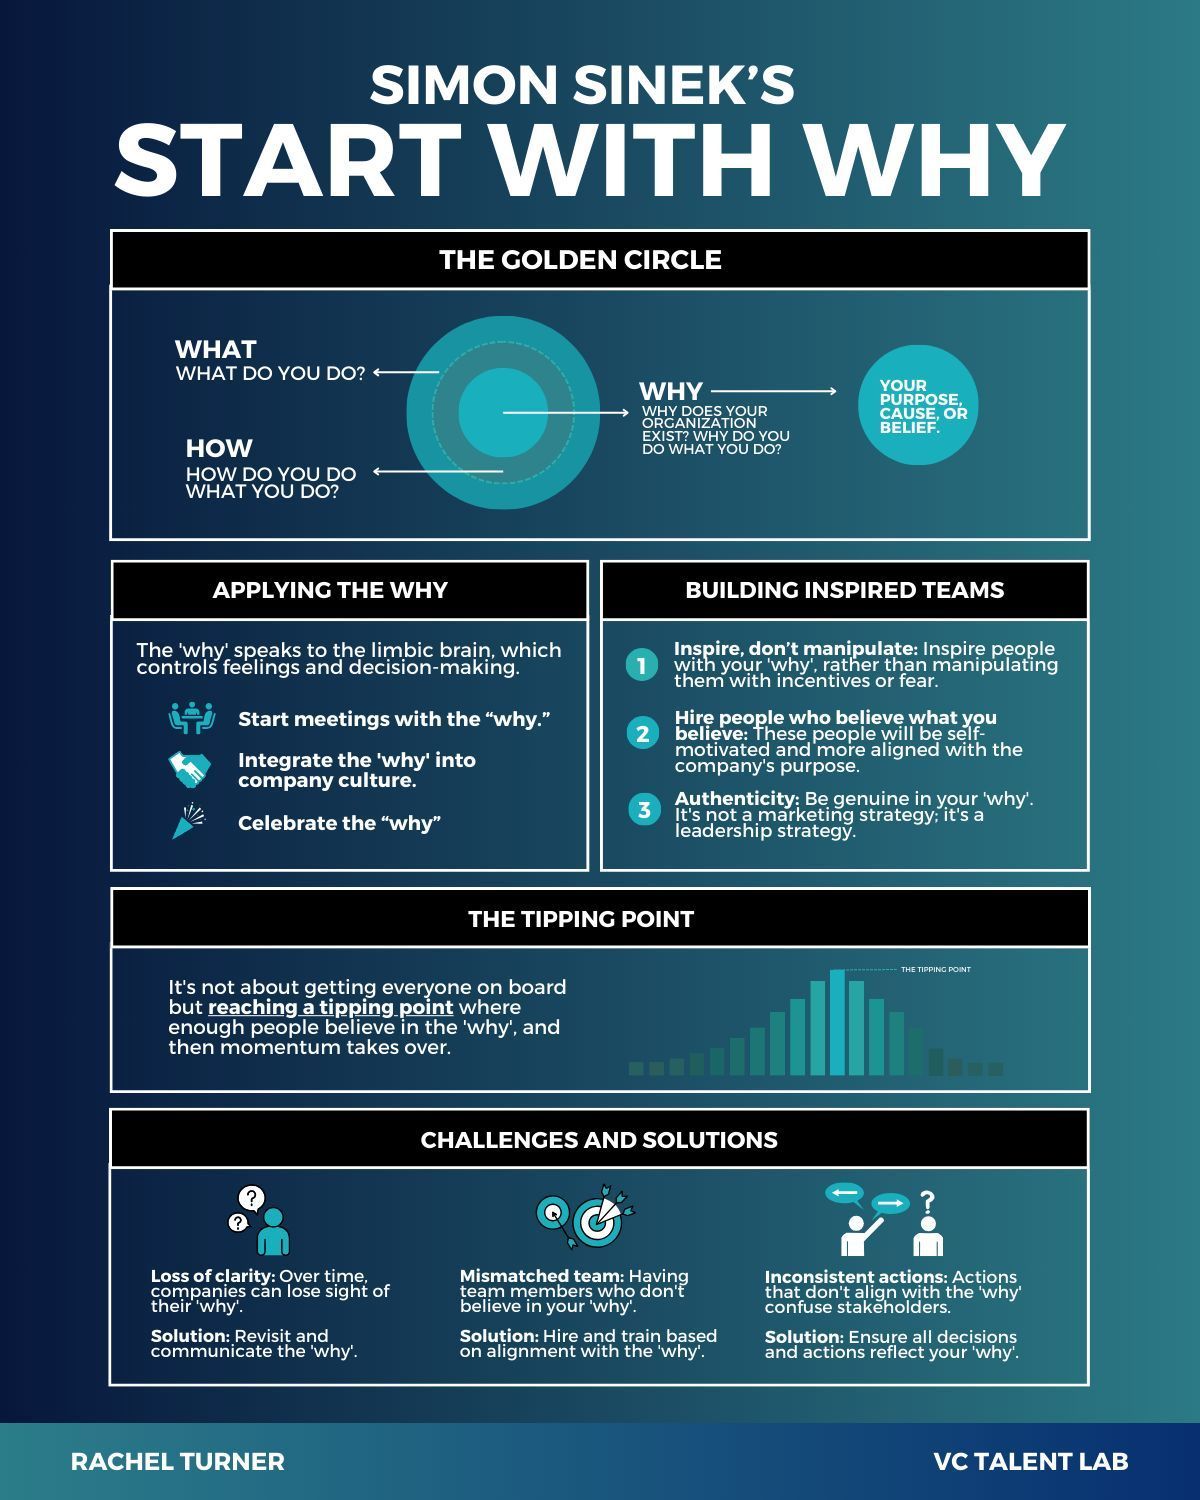 SIMON SINEK’S
START WITH WHY
THE GOLDEN CIRCLE
WHAT
WHAT DO YOU DO?
HOW
HOW DO YOU DO
WHAT YOU DO?
WHY
WHY DOES YOUR
ORGANIZATION
EXIST? WHY DO YOU
DO WHAT YOU DO?
YOUR
PURPOSE,
CAUSE, OR
BELIEF.
APPLYING THE WHY
The 'why' speaks to the limbic brain, which
controls feelings and decision-making.
Start meetings with the “why.”
Integrate the 'why' into
company culture.
Celebrate the “why”
BUILDING INSPIRED TEAMS
1
Inspire, don’t manipulate: Inspire people
with your 'why', rather than manipulating
them with incentives or fear.
2
Hire people who believe what you
believe: These people will be self-
motivated and more aligned with the
company's purpose.
3
Authenticity: Be genuine in your 'why'.
It's not a marketing strategy; it's a
leadership strategy.
THE TIPPING POINT
It's not about getting everyone on board
but reaching a tipping point where
enough people believe in the 'why', and
then momentum takes over.
THE TIPPING POINT
CHALLENGES AND SOLUTIONS
?
?
?
Loss of clarity: Over time,
companies can lose sight of
their 'why'.
Solution: Revisit and
communicate the 'why'.
Mismatched team: Having
team members who don't
believe in your 'why'.
Solution: Hire and train based
on alignment with the 'why'.
Inconsistent actions: Actions
that don't align with the 'why'
confuse stakeholders.
Solution: Ensure all decisions
and actions reflect your 'why'.
RACHEL TURNER
VC TALENT LAB